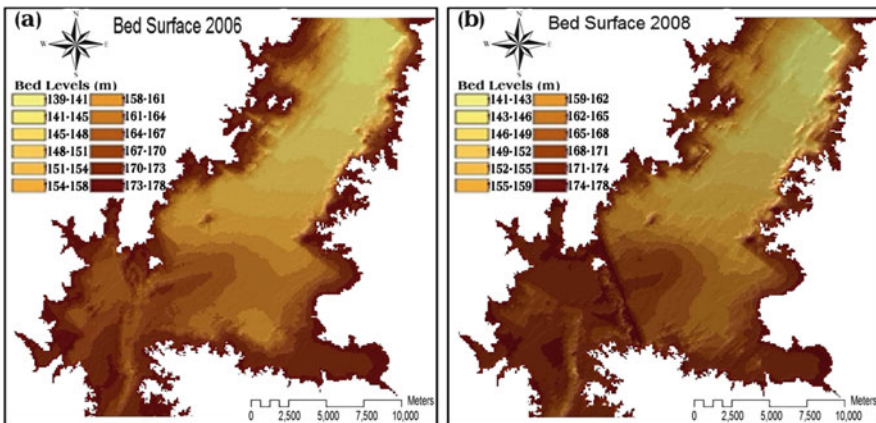 (a)
Bed Surface 2006
N
W
E
S
Bed Levels (m)
139-141 158-161
141-145 161-164
145-148 164-167
148-151 167-170
151-154 170-173
154-158 173-178
Meters
0 2,500 5,000 7,500 10,000
(b)
Bed Surface 2008
N
W
E
S
Bed Levels (m)
141-143 159-162
143-146 162-165
146-149 165-168
149-152 168-171
152-155 171-174
155-159 174-178
Meters
0 2,500 5,000 7,500 10,000